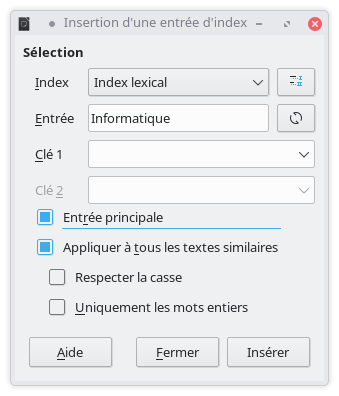 Insertion d'une entrée d'index
Sélection
Index Index lexical
Entrée Informatique
Clé 1
Clé 2
Entrée principale
Appliquer à tous les textes similaires
Respecter la casse
Uniquement les mots entiers
Aide Fermer Insérer